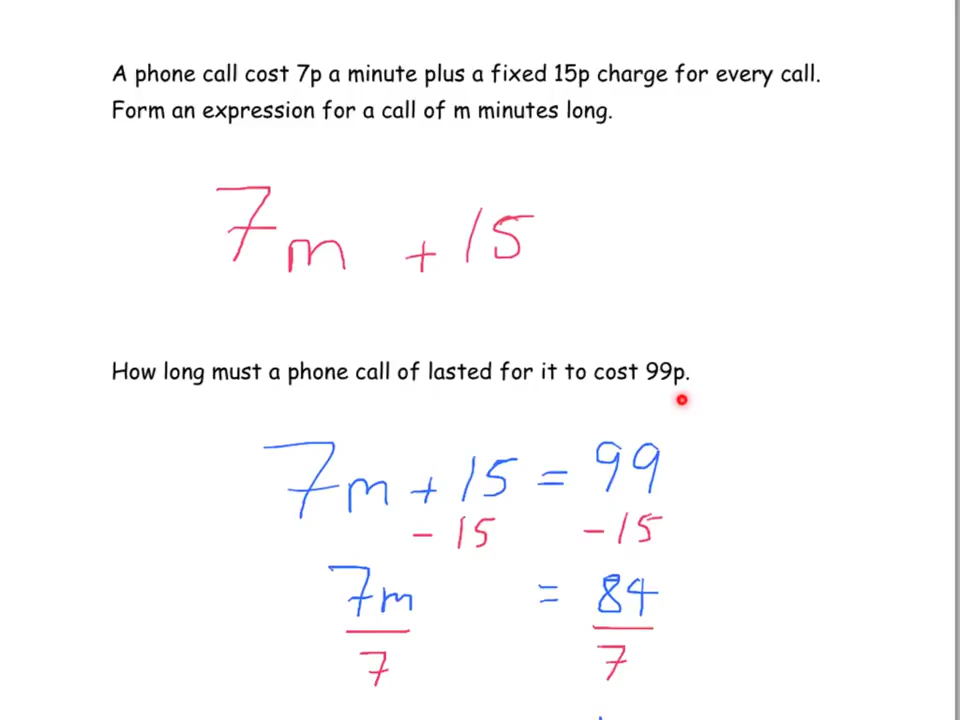 A phone call cost 7p a minute plus a fixed 15p charge for every call.
Form an expression for a call of m minutes long.
7m + 15
How long must a phone call of lasted for it to cost 99p.
7m + 15 = 99
- 15 - 15
7m = 84
7 7